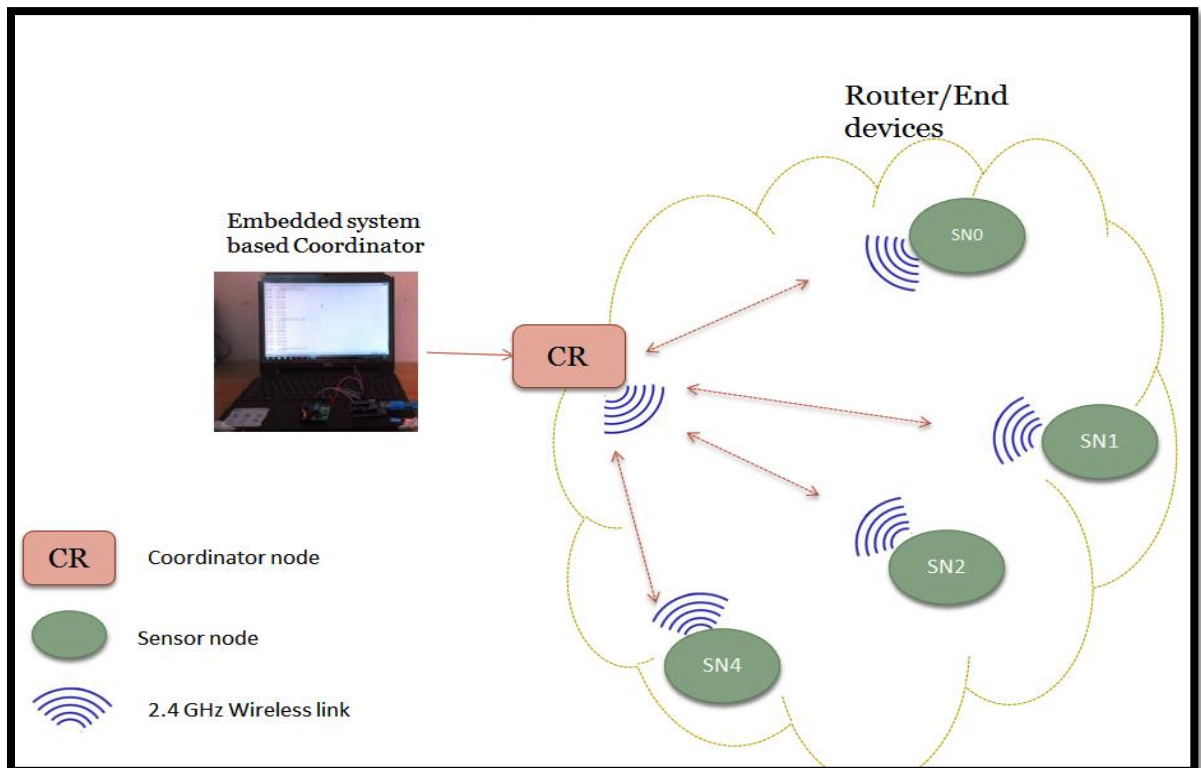 Router/End
devices
Embedded system
based Coordinator
SN0
CR
SN1
SN2
SN4
CR
Coordinator node
Sensor node
2.4 GHz Wireless link